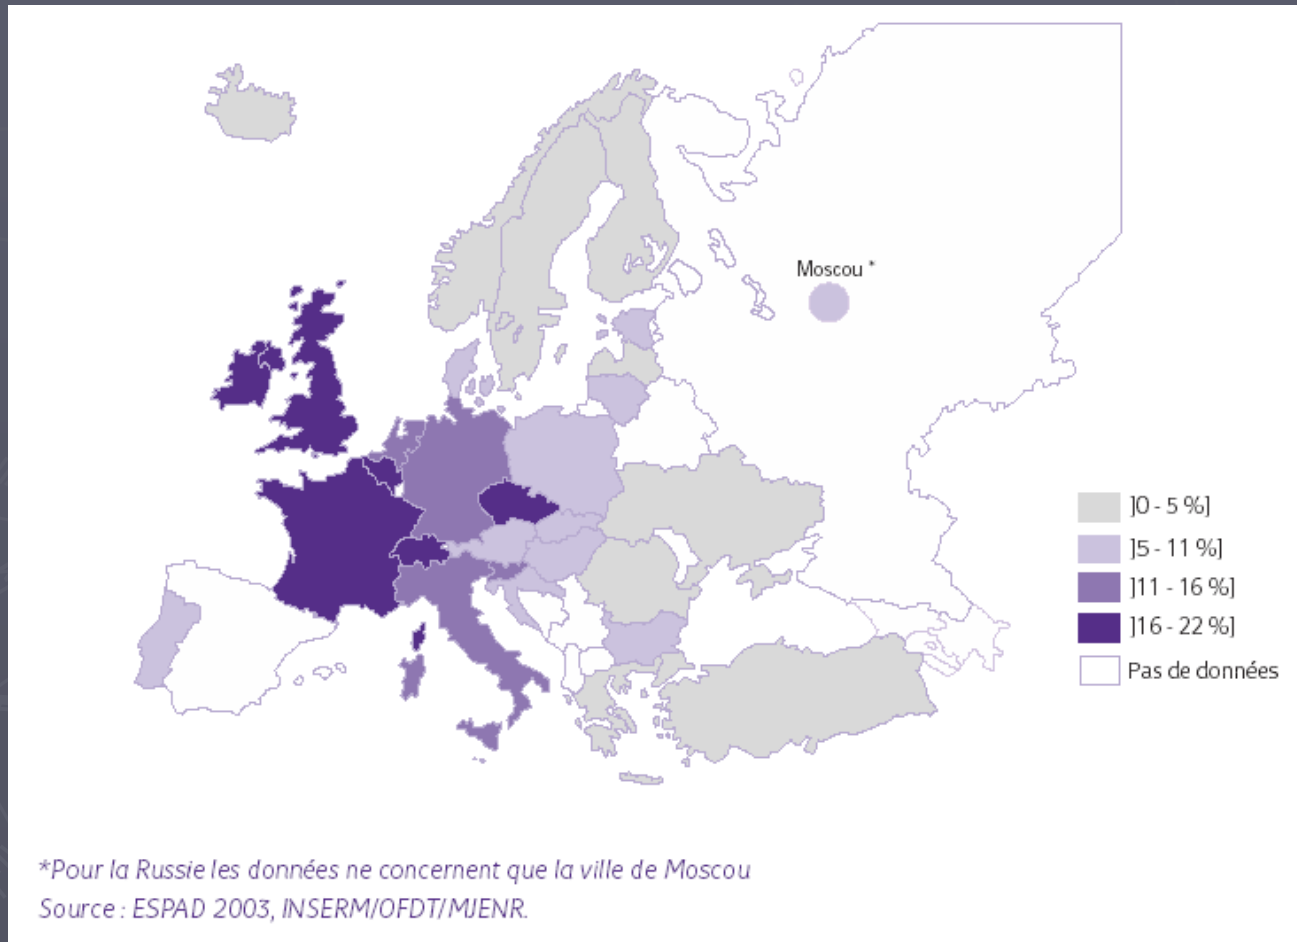 Moscou *
]0 - 5 %]
]5 - 11 %]
]11 - 16 %]
]16 - 22 %]
Pas de données
*Pour la Russie les données ne concernent que la ville de Moscou
Source : ESPAD 2003, INSERM/OFDT/MJENR.